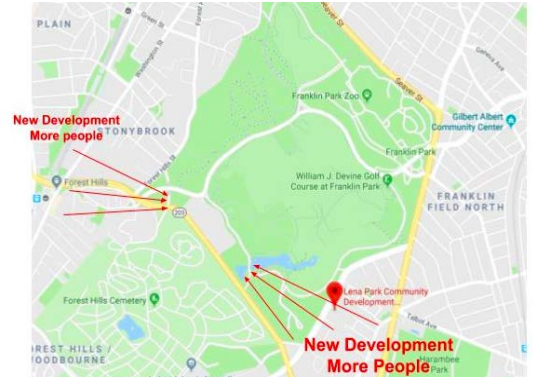 PLAIN
Green St
Washington St
Forest H
Seaver St
Geneva Ave
Franklin Park Zoo
Gilbert Albert
Community Center
New Development
More people
STONYBROOK
Forest Hills St
Franklin Park
William J. Devine Golf
Course at Franklin Park
Forest Hills
FRANKLIN
FIELD NORTH
203
Forest Hills Cemetery
Lena Park Community
Development...
Talbot Ave
New Development
More People
Harambee
Park
OREST HILLS /
WOODBOURNE